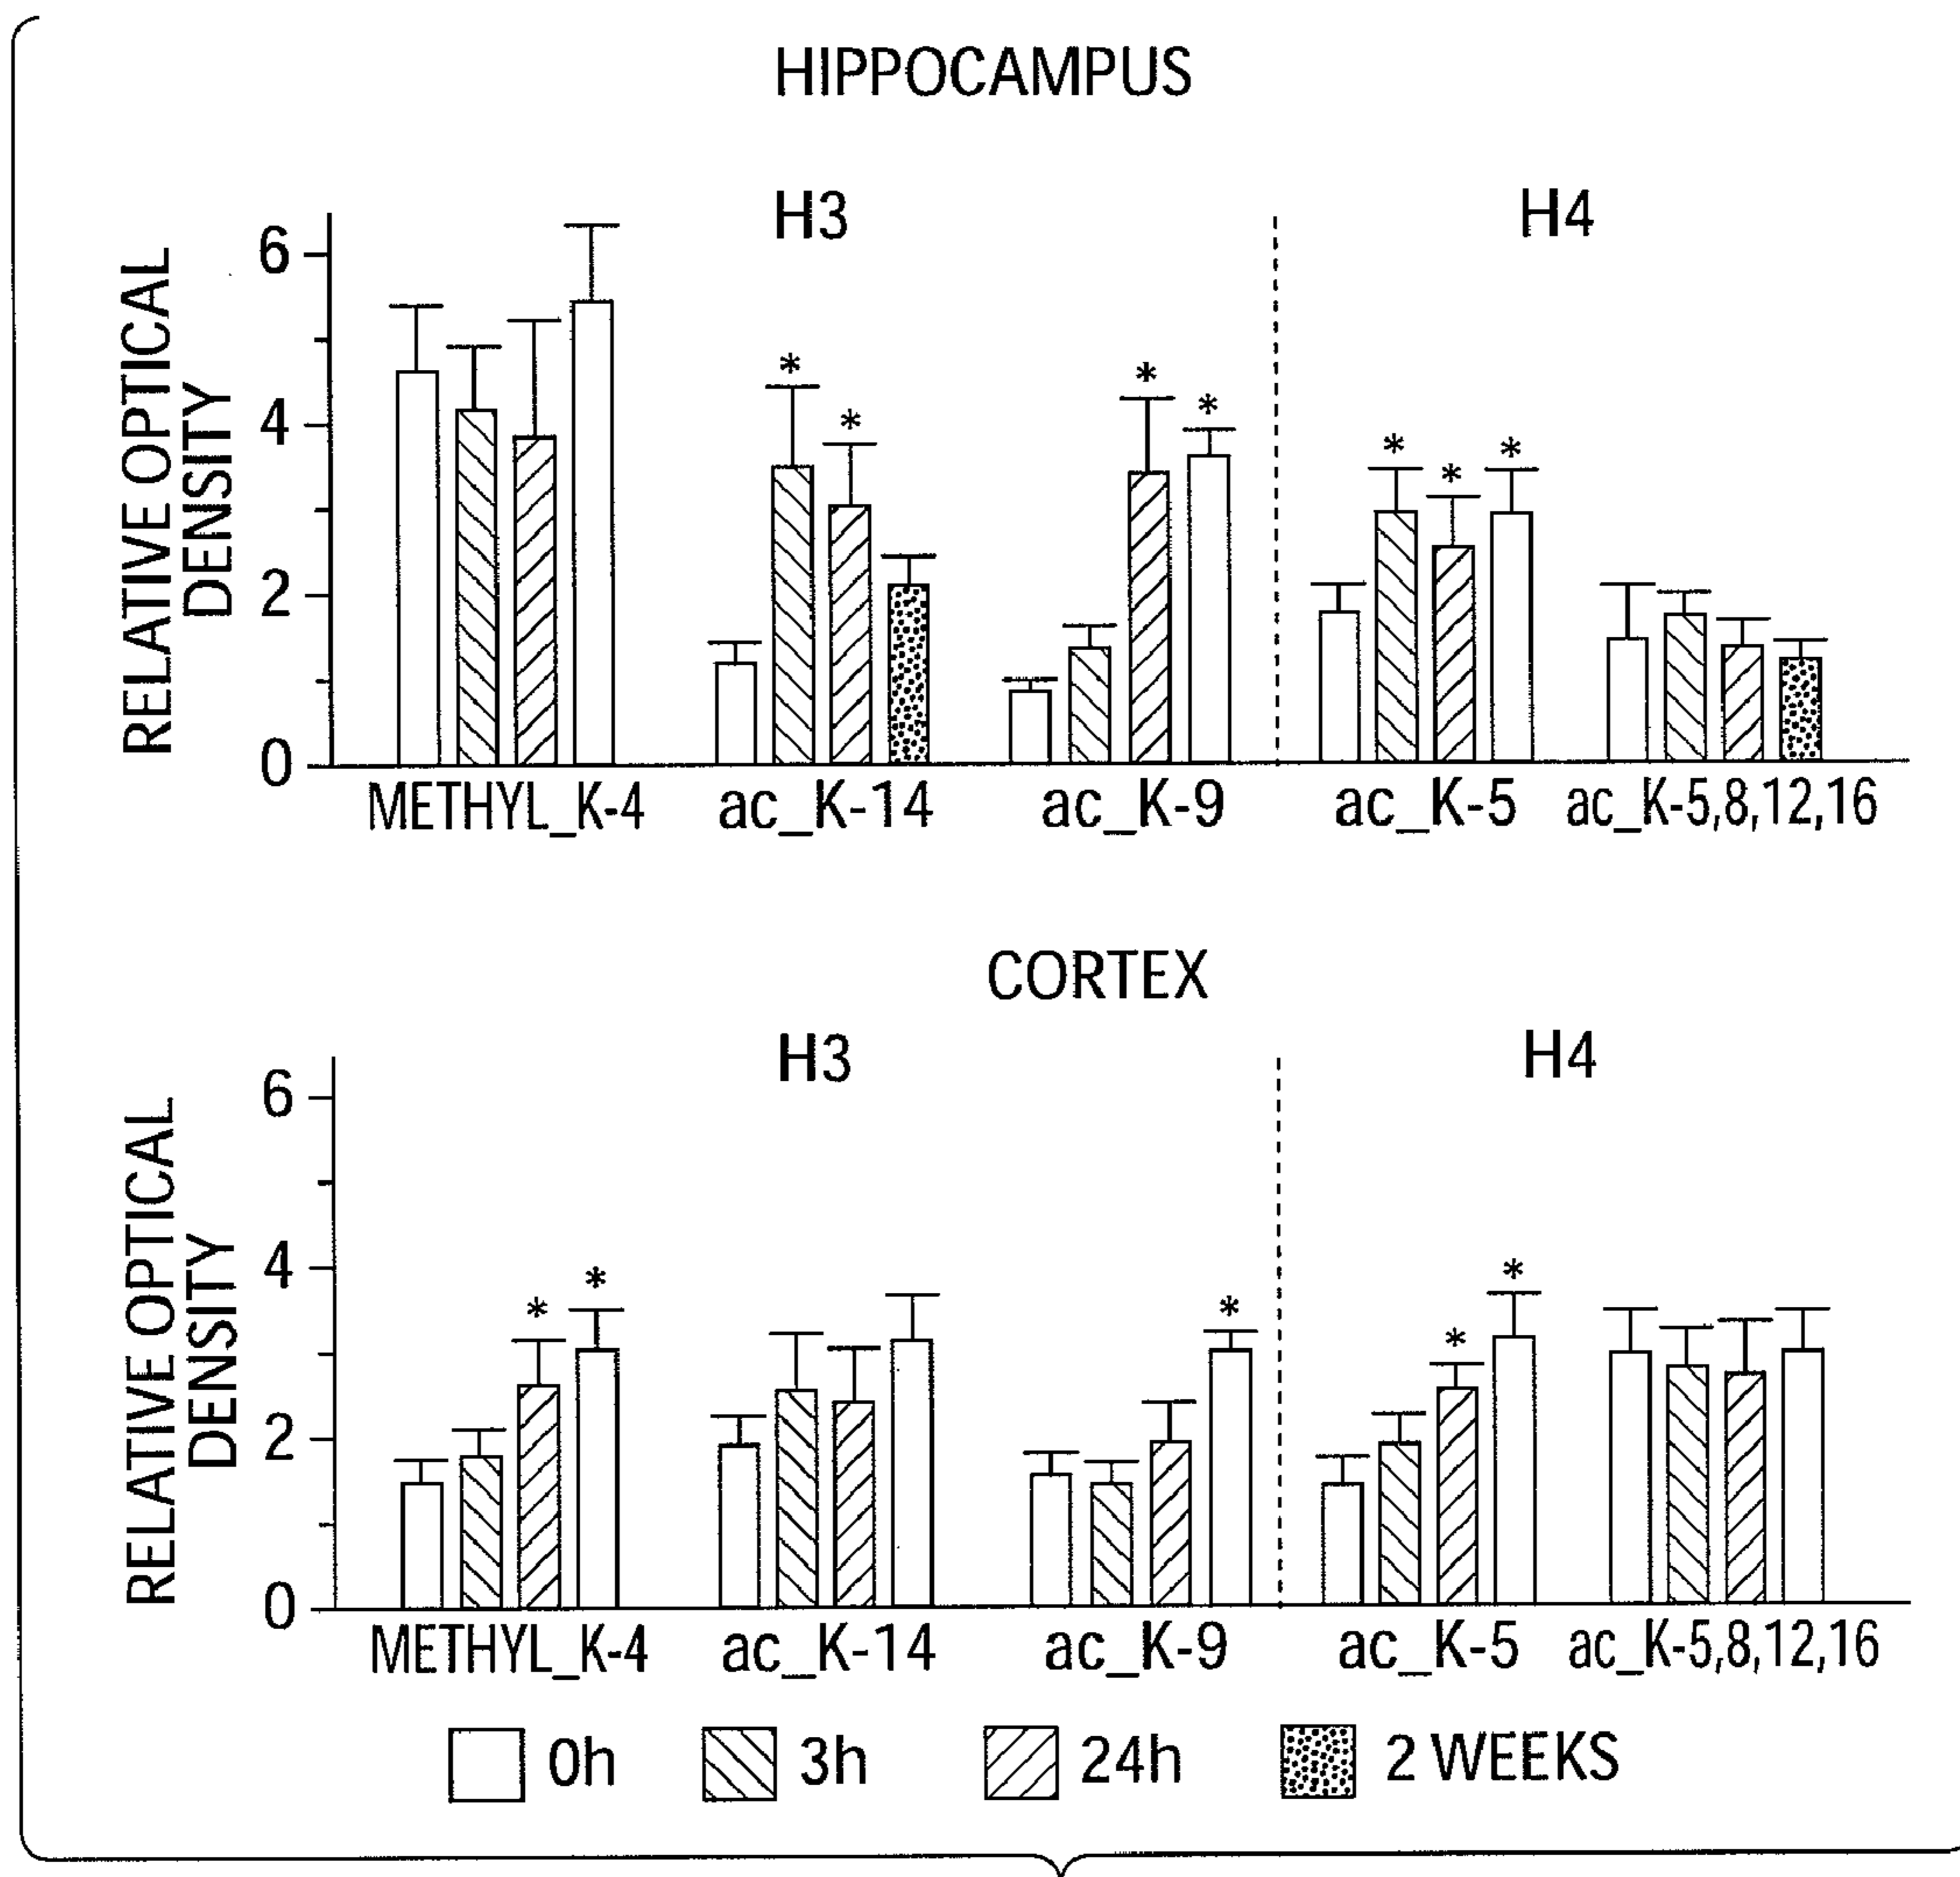 HIPPOCAMPUS
H3
H4
RELATIVE OPTICAL
DENSITY
6
4
2
0
* * * * * * *
METHYL_K-4 ac_K-14 ac_K-9 ac_K-5 ac_K-5,8,12,16
CORTEX
H3
H4
RELATIVE OPTICAL
DENSITY
6
4
2
0
* * * * *
METHYL_K-4 ac_K-14 ac_K-9 ac_K-5 ac_K-5,8,12,16
0h 3h 24h 2 WEEKS